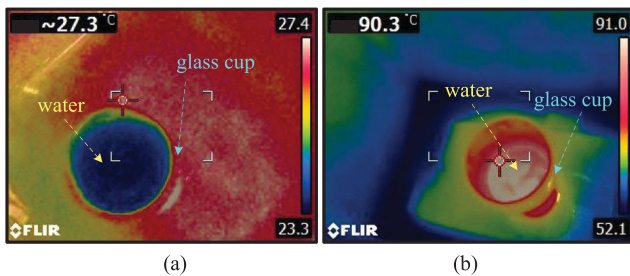 ~27.3 °C
27.4
glass cup
water
23.3
FLIR
(a)
90.3 °C
91.0
water
glass cup
52.1
FLIR
(b)